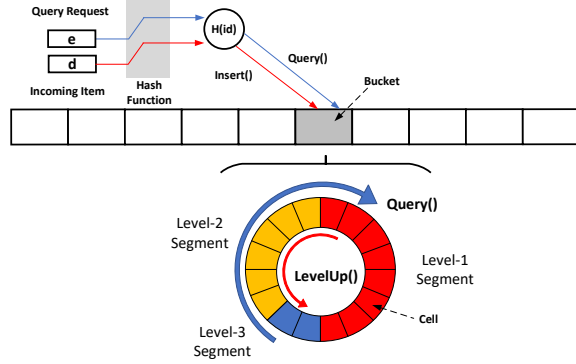 Query Request
e
d
Incoming Item
Hash
Function
H(id)
Query()
Insert()
Bucket
Level-2
Segment
Query()
LevelUp()
Level-1
Segment
Level-3
Segment
Cell